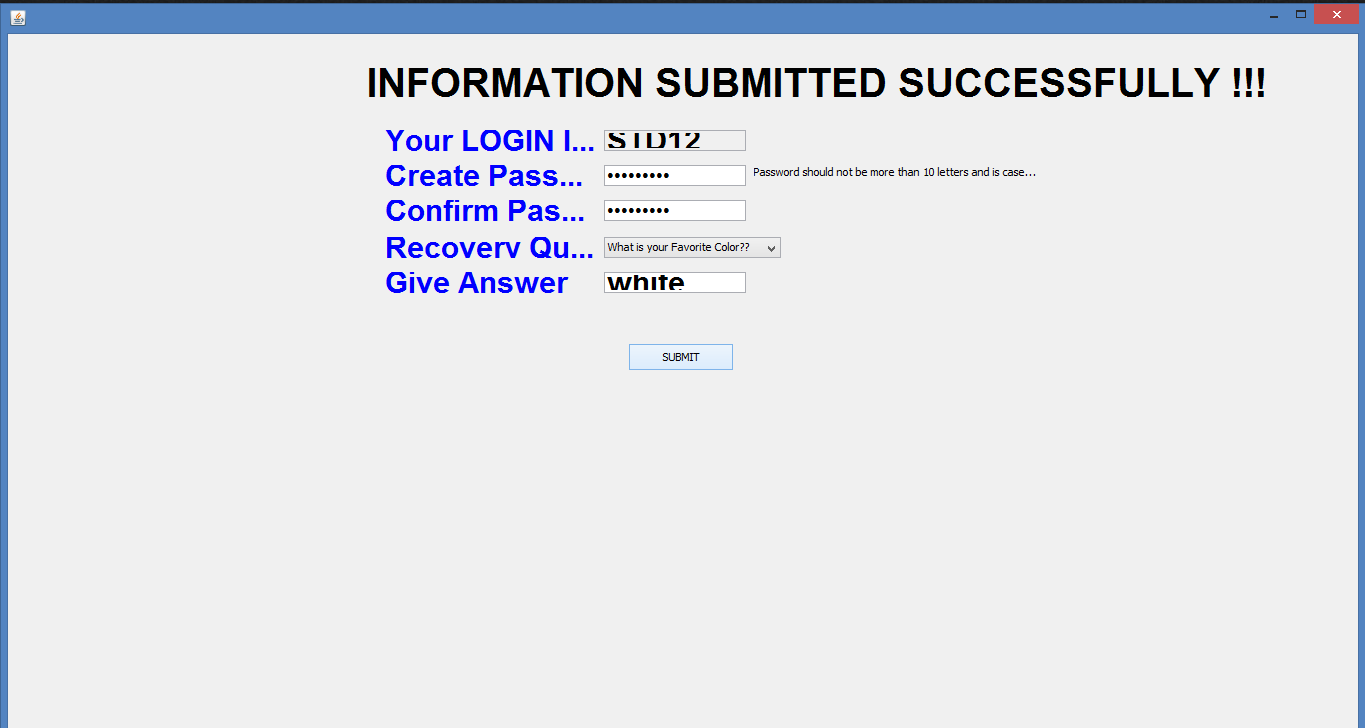 INFORMATION SUBMITTED SUCCESSFULLY !!!
Your LOGIN I... STD12
Create Pass... ••••••••• Password should not be more than 10 letters and is case...
Confirm Pas... •••••••••
Recovery Qu... What is your Favorite Color??
Give Answer white
SUBMIT